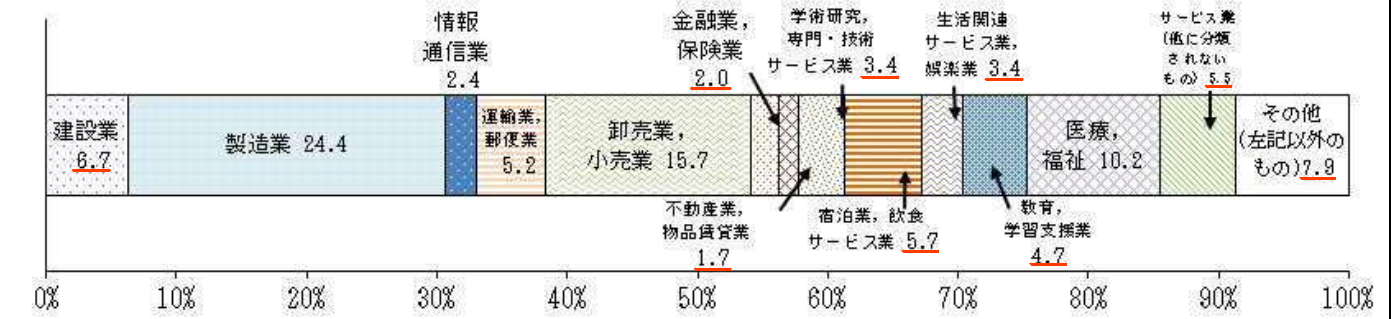 情報
通信業
2.4
金融業，
保険業
2.0
学術研究，
専門・技術
サービス業 3.4
生活関連
サービス業，
娯楽業 3.4
サービス業
(他に分類
されない
もの) 5.5
建設業
6.7
製造業 24.4
運輸業，
郵便業
5.2
卸売業，
小売業 15.7
医療，
福祉 10.2
その他
(左記以外の
もの)7.9
不動産業，
物品賃貸業
1.7
宿泊業，飲食
サービス業 5.7
教育，
学習支援業
4.7
0% 10% 20% 30% 40% 50% 60% 70% 80% 90% 100%